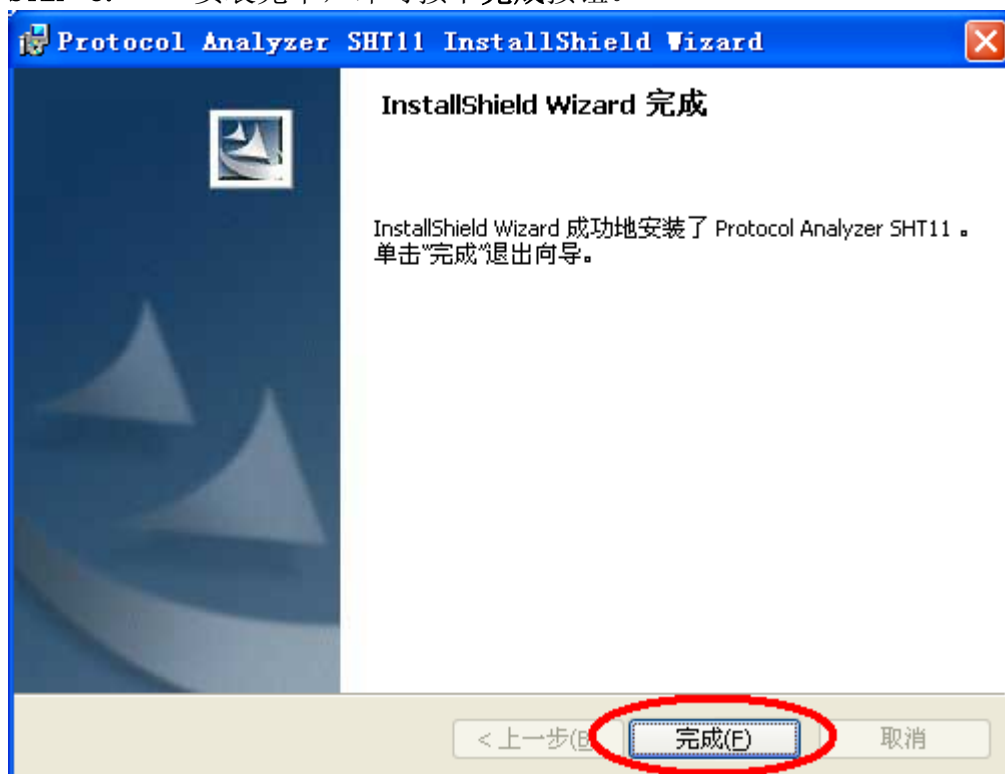 Protocol Analyzer SHT11 InstallShield Wizard
InstallShield Wizard 完成
InstallShield Wizard 成功地安装了 Protocol Analyzer SHT11 。
单击“完成”退出向导。
<上一步(B
完成(F)
取消